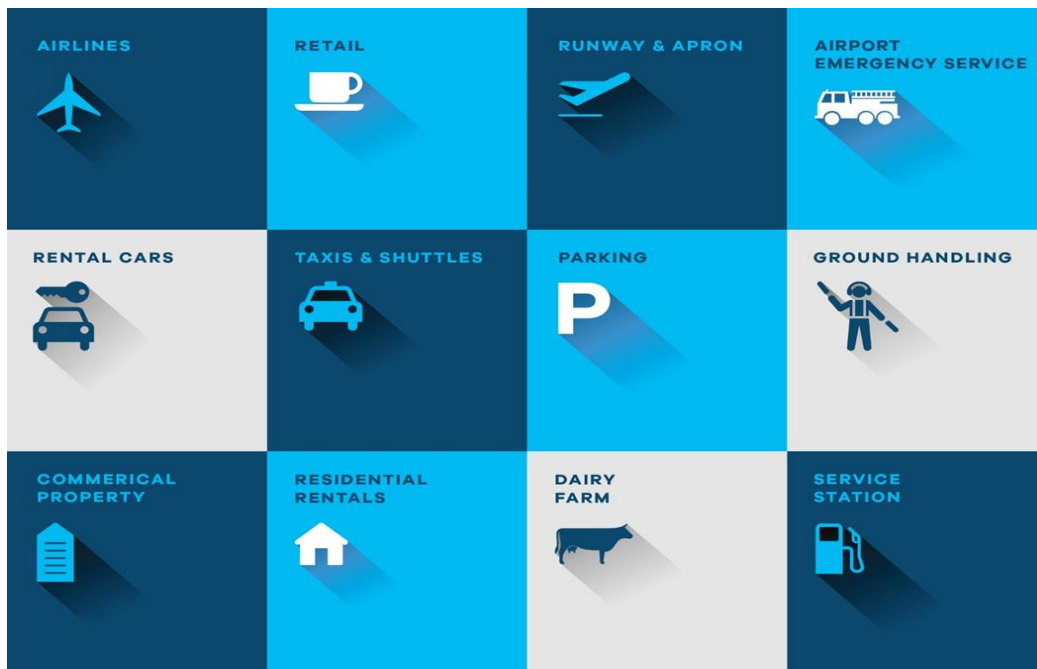 AIRLINES
RETAIL
RUNWAY & APRON
AIRPORT
EMERGENCY SERVICE
RENTAL CARS
TAXIS & SHUTTLES
PARKING
P
GROUND HANDLING
COMMERICAL
PROPERTY
RESIDENTIAL
RENTALS
DAIRY
FARM
SERVICE
STATION